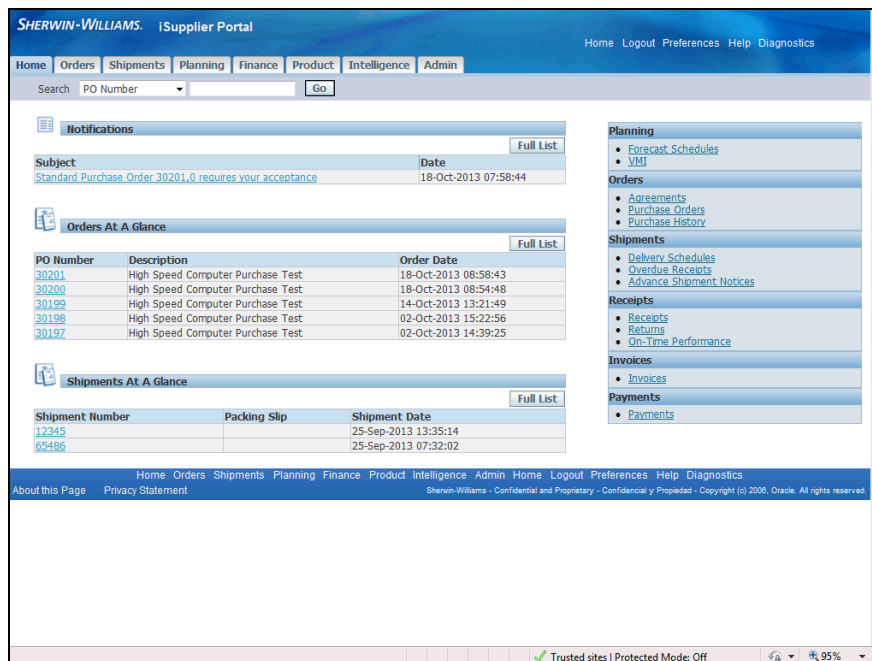 SHERWIN-WILLIAMS. iSupplier Portal
Home Logout Preferences Help Diagnostics
Home Orders Shipments Planning Finance Product Intelligence Admin
Search PO Number Go
Notifications
Full List
Subject Date
Standard Purchase Order 30201,0 requires your acceptance 18-Oct-2013 07:58:44
Orders At A Glance
Full List
PO Number Description Order Date
30201 High Speed Computer Purchase Test 18-Oct-2013 08:58:43
30200 High Speed Computer Purchase Test 18-Oct-2013 08:54:48
30199 High Speed Computer Purchase Test 14-Oct-2013 13:21:49
30198 High Speed Computer Purchase Test 02-Oct-2013 15:22:56
30197 High Speed Computer Purchase Test 02-Oct-2013 14:39:25
Shipments At A Glance
Full List
Shipment Number Packing Slip Shipment Date
12345 25-Sep-2013 13:35:14
65486 25-Sep-2013 07:32:02
Planning
Forecast Schedules
VMI
Orders
Agreements
Purchase Orders
Purchase History
Shipments
Delivery Schedules
Overdue Receipts
Advance Shipment Notices
Receipts
Receipts
Returns
On-Time Performance
Invoices
Invoices
Payments
Payments
Home Orders Shipments Planning Finance Product Intelligence Admin Home Logout Preferences Help Diagnostics
About this Page Privacy Statement Sherwin-Williams - Confidential and Proprietary - Confidencial y Propiedad - Copyright (c) 2006, Oracle. All rights reserved.
Trusted sites | Protected Mode: Off 95%